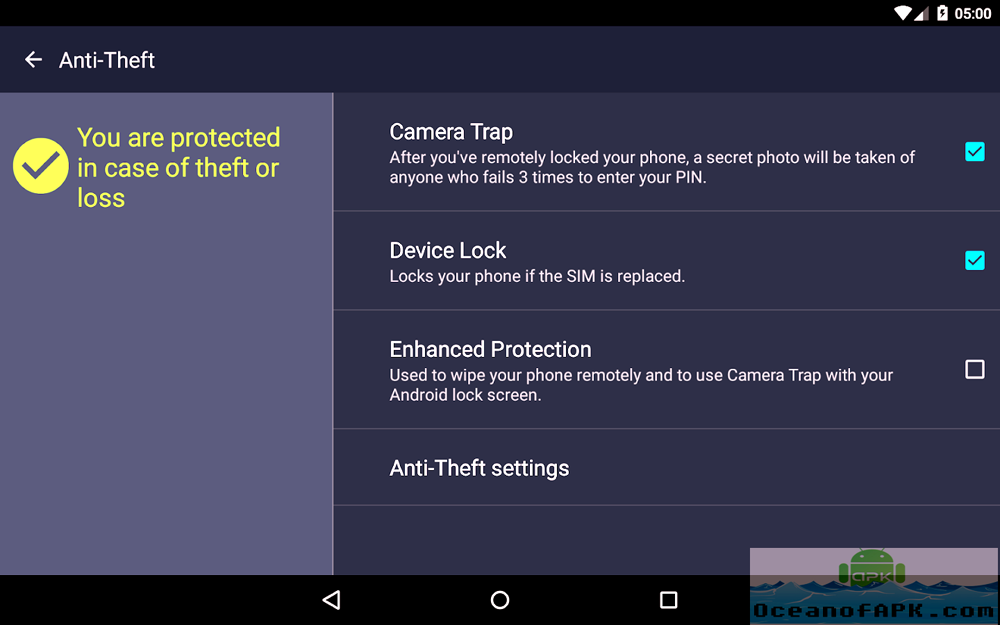 05:00
Anti-Theft
You are protected
in case of theft or
loss
Camera Trap
After you've remotely locked your phone, a secret photo will be taken of
anyone who fails 3 times to enter your PIN.
Device Lock
Locks your phone if the SIM is replaced.
Enhanced Protection
Used to wipe your phone remotely and to use Camera Trap with your
Android lock screen.
Anti-Theft settings
APK
OceanofAPK.com